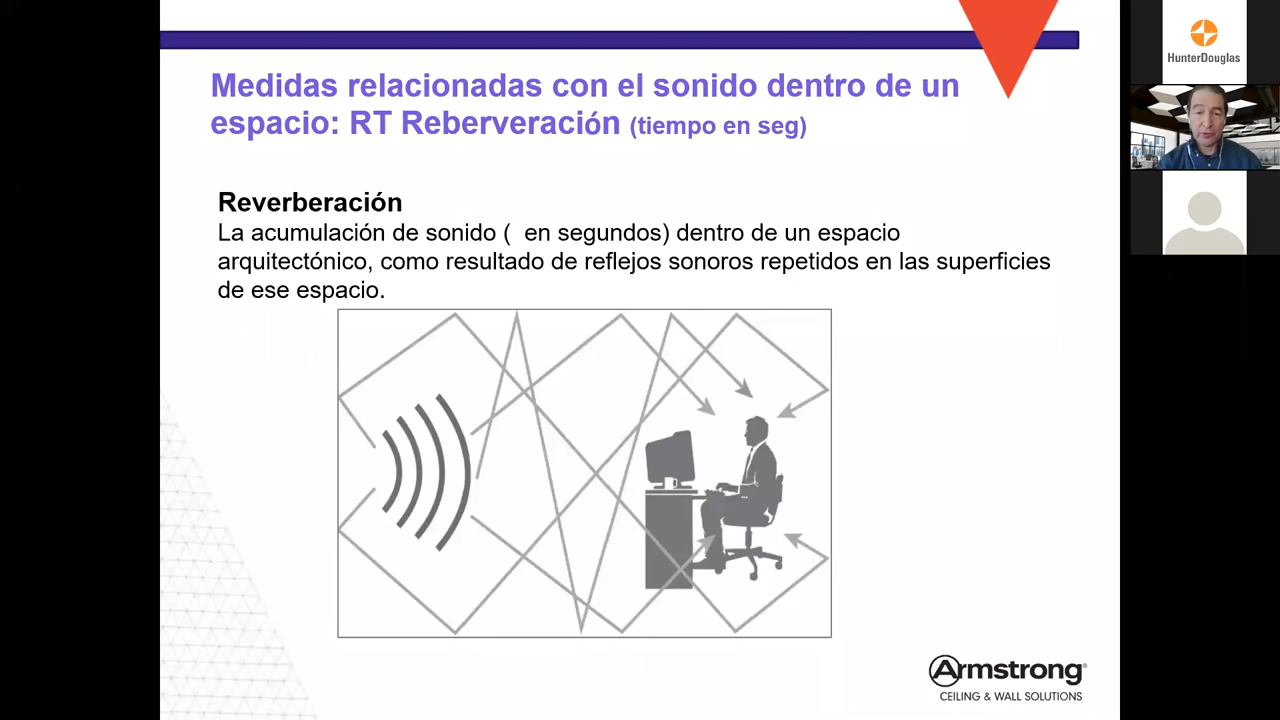 Medidas relacionadas con el sonido dentro de un
espacio: RT Reberveración (tiempo en seg)
Reverberación
La acumulación de sonido (  en segundos) dentro de un espacio
arquitectónico, como resultado de reflejos sonoros repetidos en las superficies
de ese espacio.
Armstrong®
CEILING & WALL SOLUTIONS
HunterDouglas